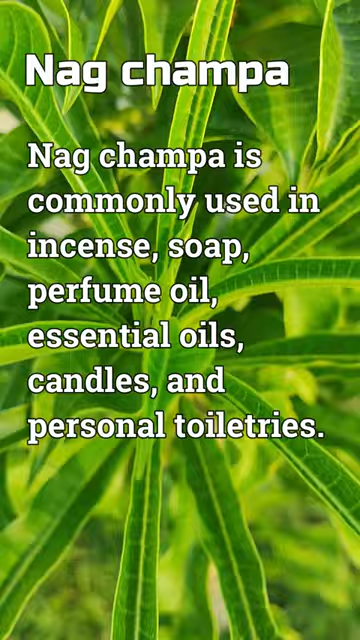 Nag champa
Nag champa is
commonly used in
incense, soap,
perfume oil,
essential oils,
candles, and
personal toiletries.